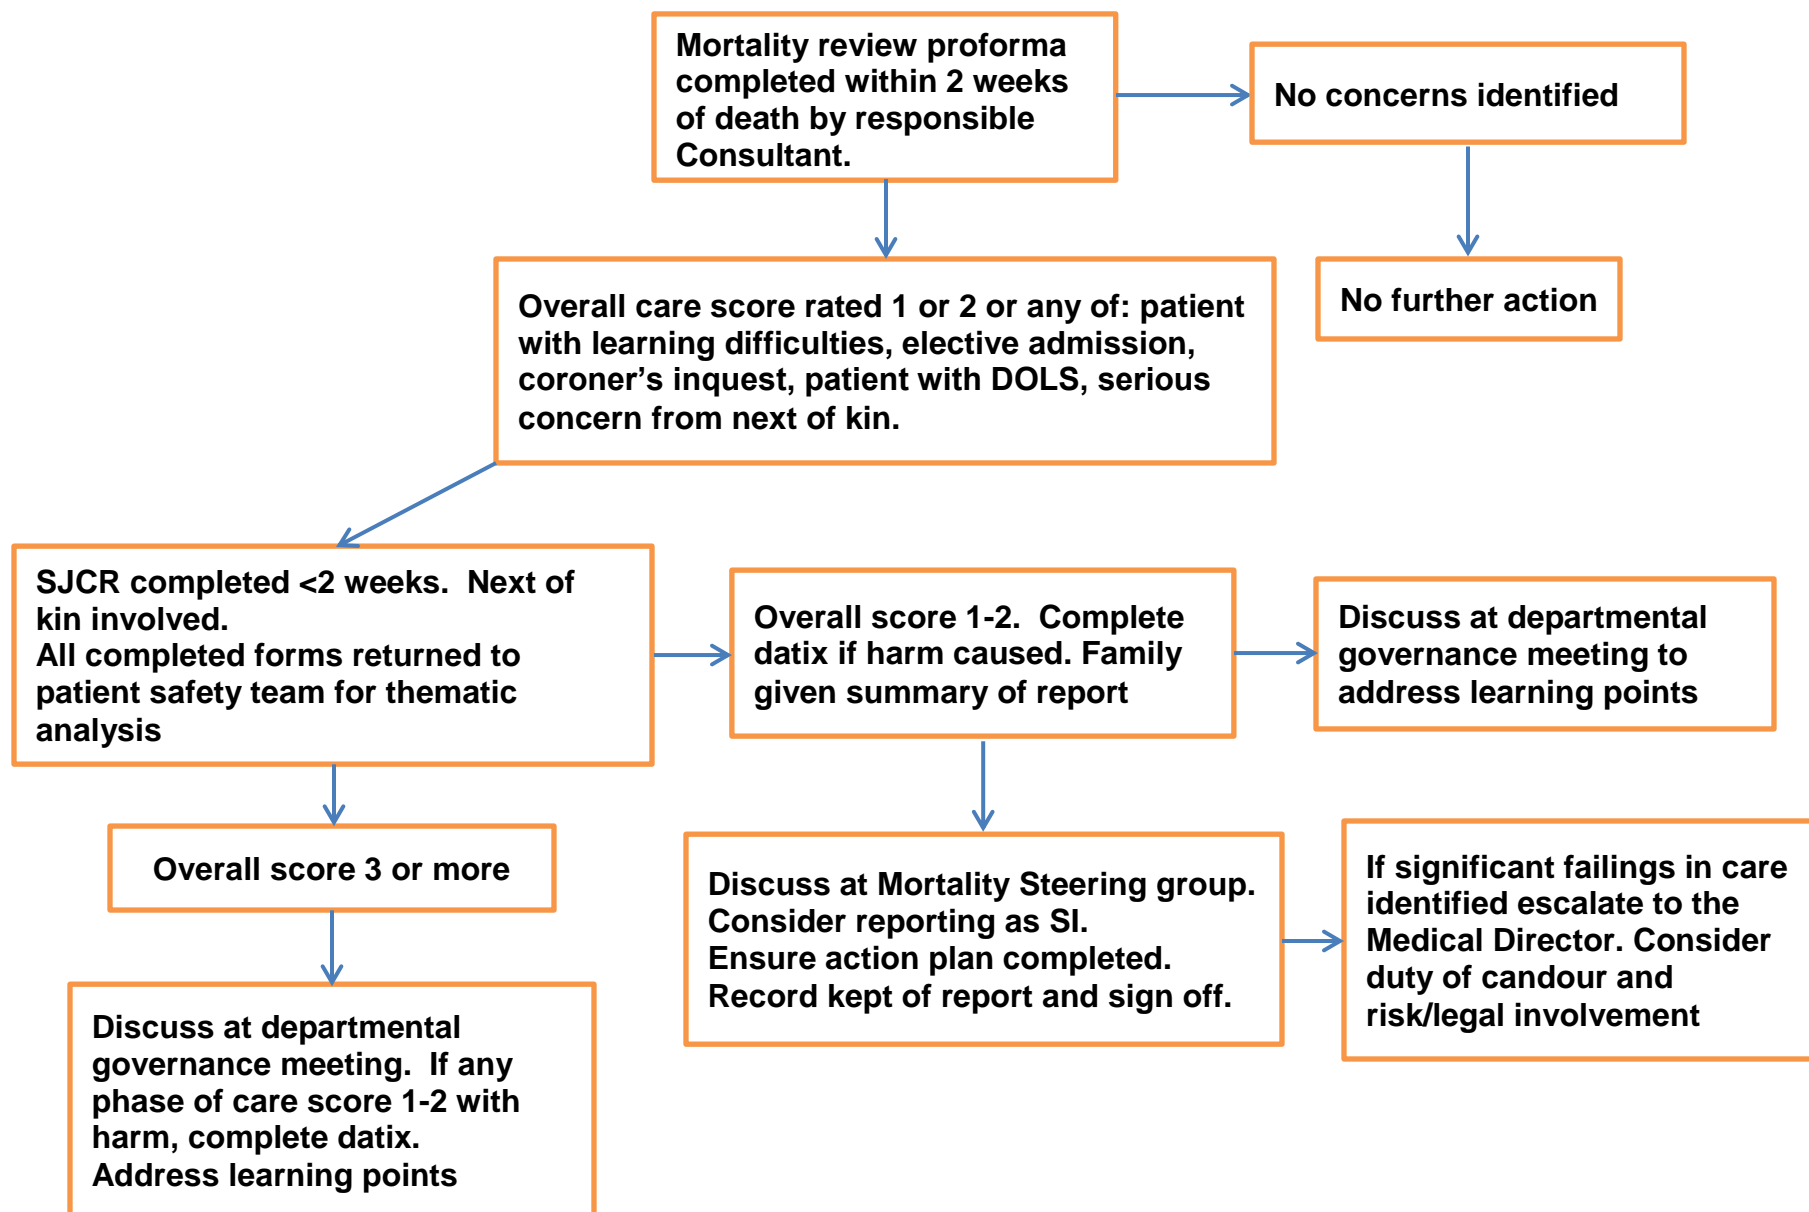 Mortality review proforma
completed within 2 weeks
of death by responsible
Consultant.
No concerns identified
No further action
Overall care score rated 1 or 2 or any of: patient
with learning difficulties, elective admission,
coroner’s inquest, patient with DOLS, serious
concern from next of kin.
SJCR completed <2 weeks.  Next of
kin involved.
All completed forms returned to
patient safety team for thematic
analysis
Overall score 1-2.  Complete
datix if harm caused. Family
given summary of report
Discuss at departmental
governance meeting to
address learning points
Overall score 3 or more
Discuss at Mortality Steering group.
Consider reporting as SI.
Ensure action plan completed.
Record kept of report and sign off.
If significant failings in care
identified escalate to the
Medical Director. Consider
duty of candour and
risk/legal involvement
Discuss at departmental
governance meeting.  If any
phase of care score 1-2 with
harm, complete datix.
Address learning points